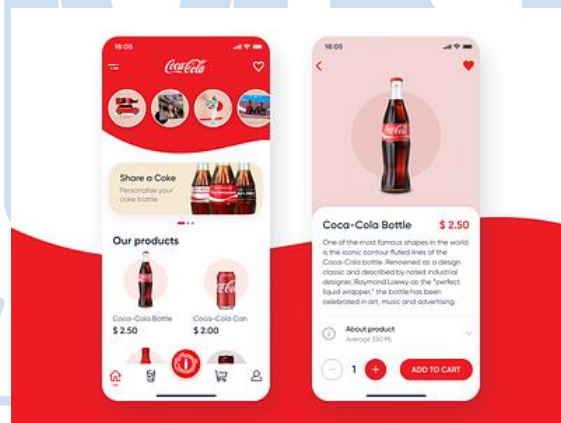 16:05
Coca-Cola
Share a Coke
Personalise your
coke bottle
Our products
Coca-Cola Bottle
$ 2.50
Coca-Cola Can
$ 2.00
16:05
Coca-Cola Bottle
$ 2.50
One of the most famous shapes in the world
is the iconic contour fluted lines of the
Coca-Cola bottle. Renowned as a design
classic and described by noted industrial
designer, Raymond Loewy as the "perfect
liquid wrapper," the bottle has been
celebrated in art, music and advertising.
About product
Average 330 ML
1
ADD TO CART